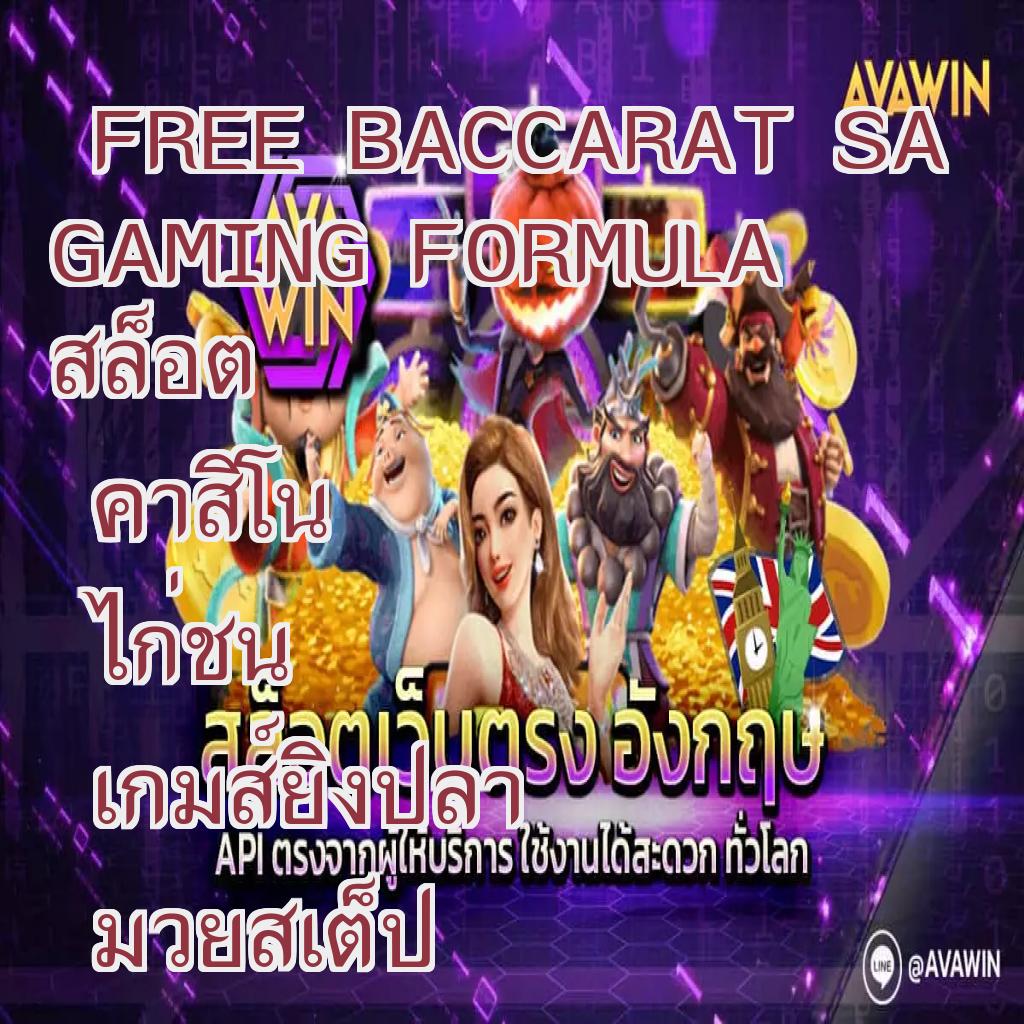 AVAWIN
FREE BACCARAT SA
GAMING FORMULA
AVA
WIN
สล็อต
คาสิโน
ไก่ชน
สล็อตเว็บตรง อังกฤษ
เกมส์ยิงปลา
API ตรงจากผู้ให้บริการ ใช้งานได้สะดวก ทั่วโลก
มวยสเต็ป
LINE @AVAWIN